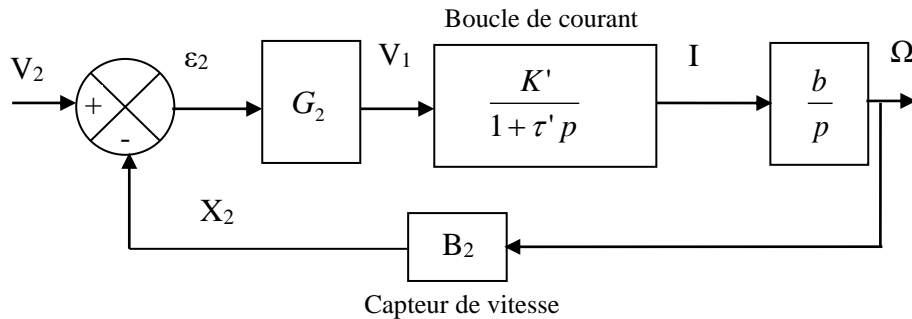 Boucle de courant
V₂
ε₂
V₁
I
Ω
+
-
G₂
K'
1 + τ' p
b
p
X₂
B₂
Capteur de vitesse